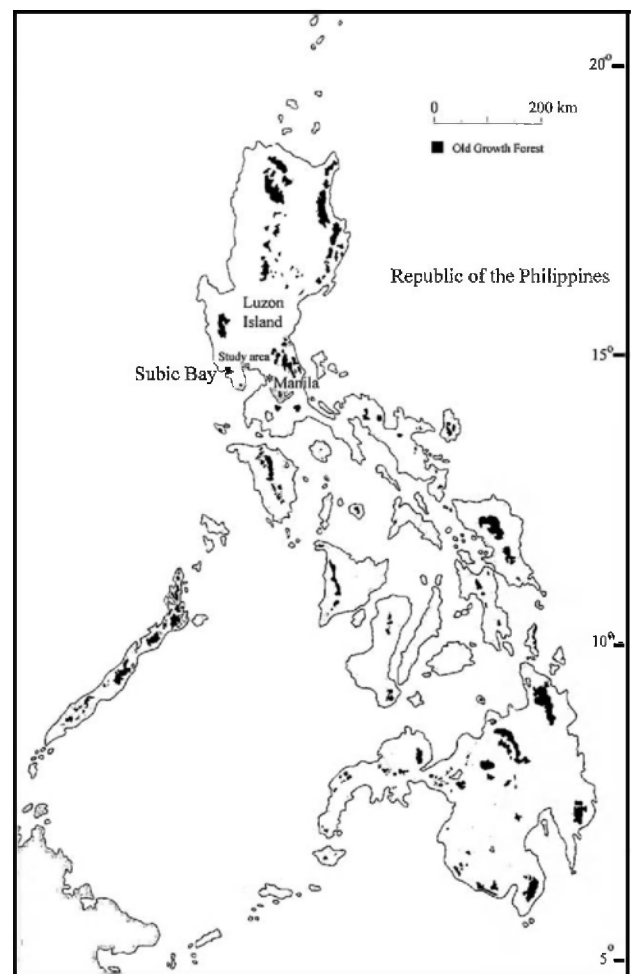 20°
0 200 km
Old Growth Forest
Republic of the Philippines
Luzon
Island
Study area
15°
Subic Bay
Manila
10°
5°